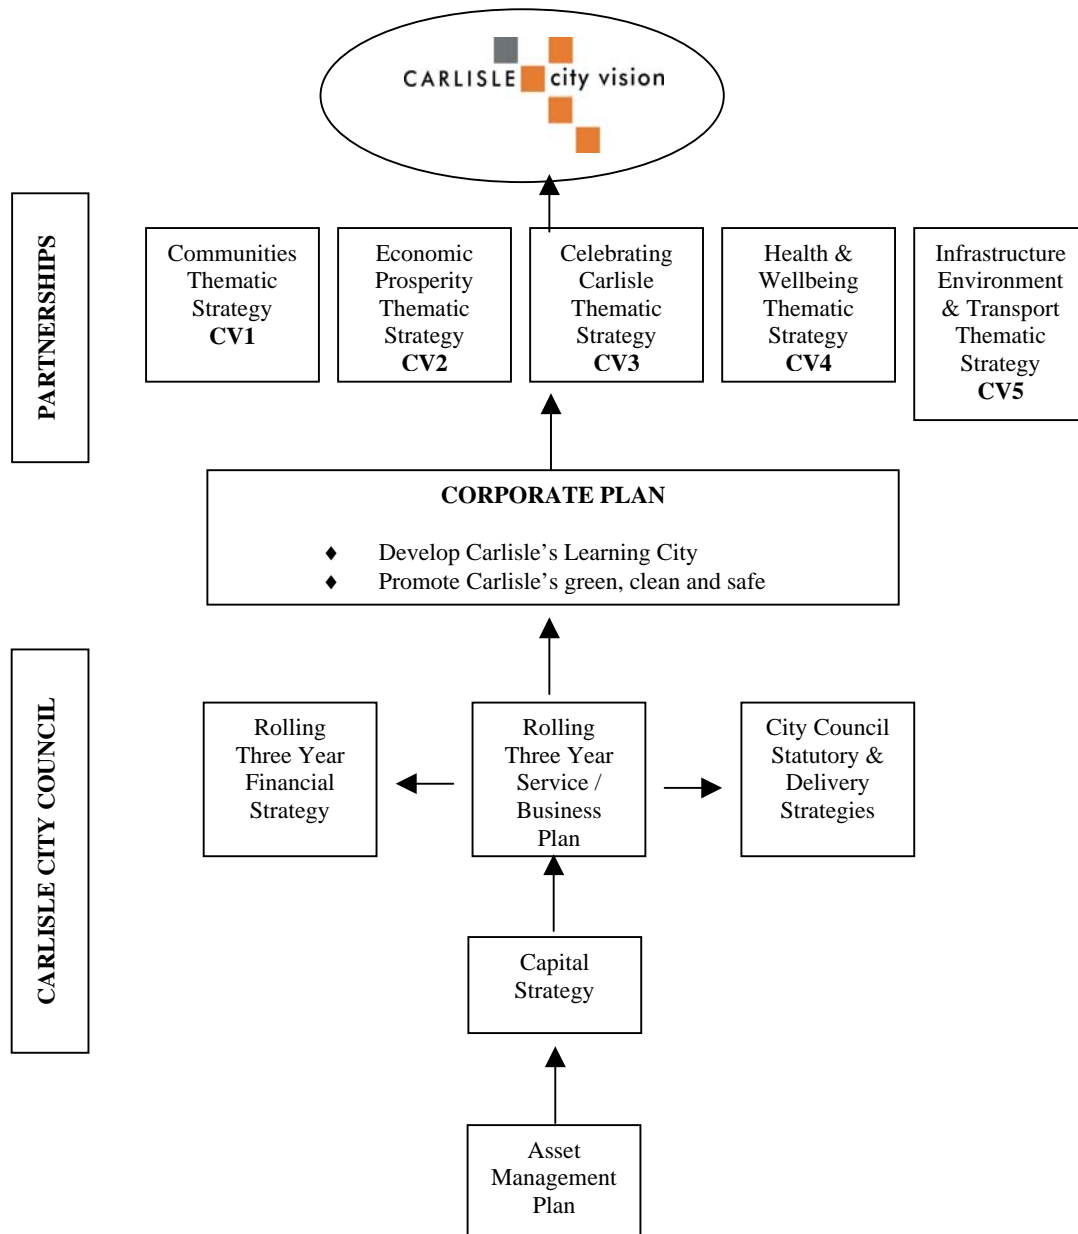 CARLISLE city vision
PARTNERSHIPS
Communities
Thematic
Strategy
CV1
Economic
Prosperity
Thematic
Strategy
CV2
Celebrating
Carlisle
Thematic
Strategy
CV3
Health &
Wellbeing
Thematic
Strategy
CV4
Infrastructure
Environment
& Transport
Thematic
Strategy
CV5
CORPORATE PLAN
♦ Develop Carlisle’s Learning City
♦ Promote Carlisle’s green, clean and safe
CARLISLE CITY COUNCIL
Rolling
Three Year
Financial
Strategy
Rolling
Three Year
Service /
Business
Plan
City Council
Statutory &
Delivery
Strategies
Capital
Strategy
Asset
Management
Plan